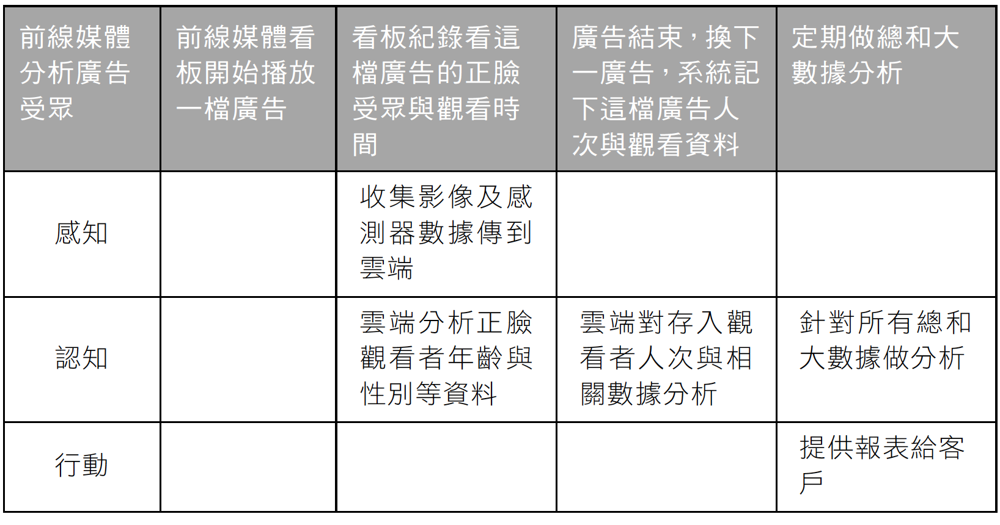 前線媒體
分析廣告
受眾
前線媒體看
板開始播放
一檔廣告
看板紀錄看這
檔廣告的正臉
受眾與觀看時
間
廣告結束，換下
一廣告，系統記
下這檔廣告人
次與觀看資料
定期做總和大
數據分析
感知
收集影像及感
測器數據傳到
雲端
認知
雲端分析正臉
觀看者年齡與
性別等資料
雲端對存入觀
看者人次與相
關數據分析
針對所有總和
大數據做分析
行動
提供報表給客
戶